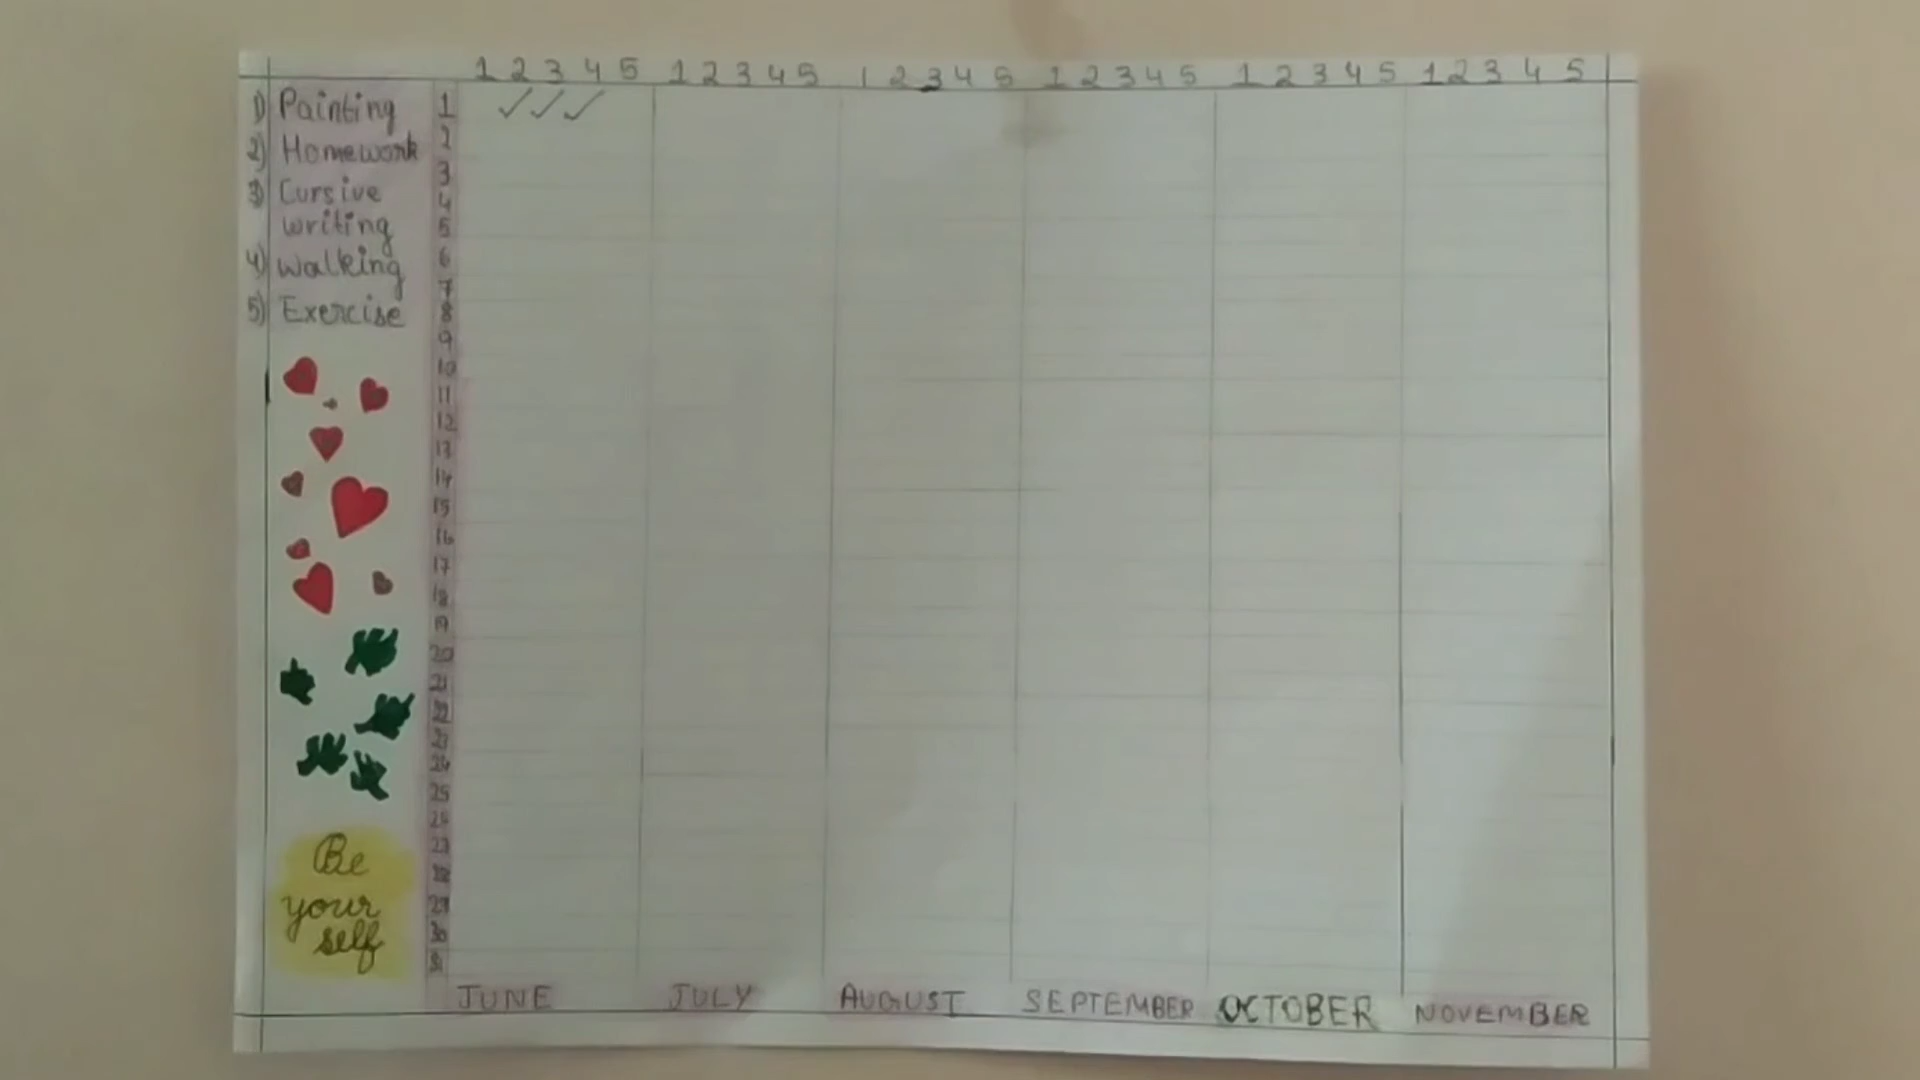 1 2 3 4 5 1 2 3 4 5 1 2 3 4 5 1 2 3 4 5 1 2 3 4 5 1 2 3 4 5
1) Painting
2) Homework
3) Cursive
writing
4) Walking
5) Exercise
1 ✓ ✓ ✓
2
3
4
5
6
7
8
9
10
11
12
13
14
15
16
17
18
19
20
21
22
23
24
25
26
27
28
29
30
31
Be
your
self
JUNE JULY AUGUST SEPTEMBER OCTOBER NOVEMBER